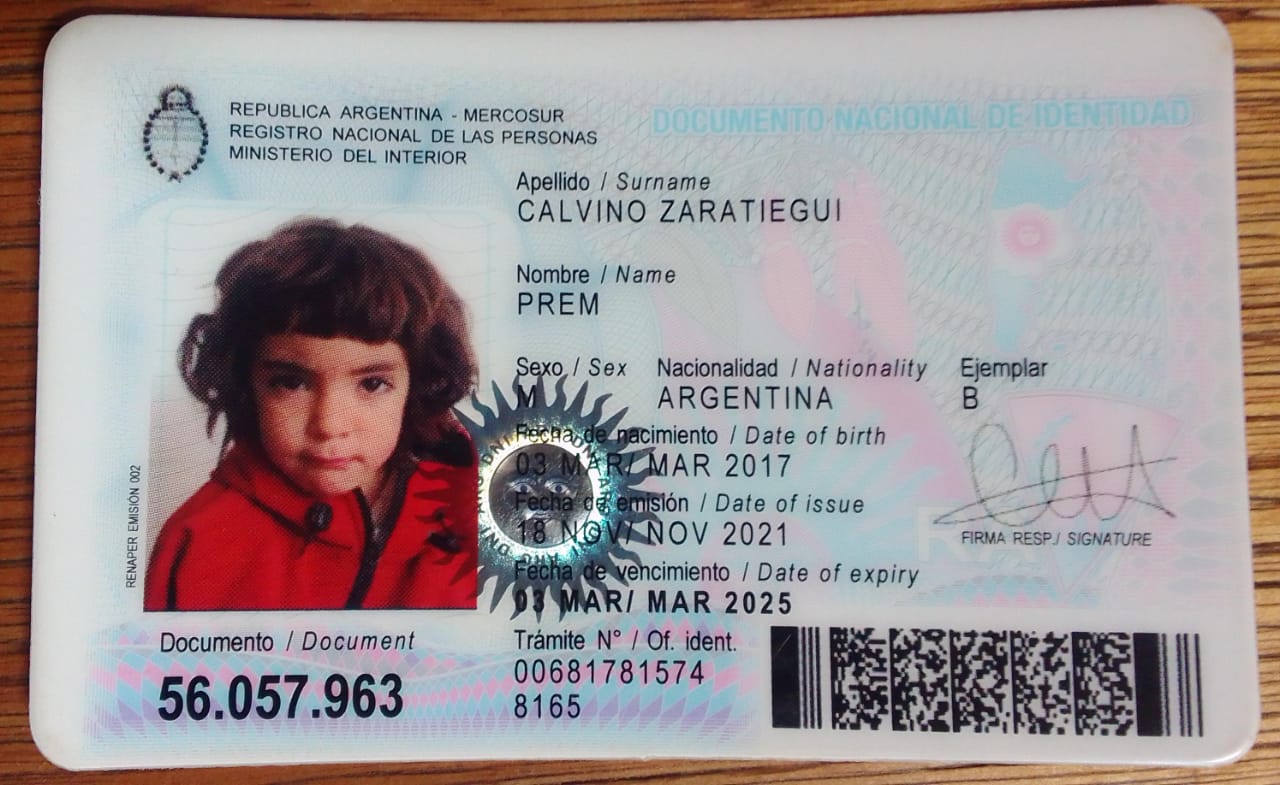 REPUBLICA ARGENTINA - MERCOSUR
REGISTRO NACIONAL DE LAS PERSONAS
MINISTERIO DEL INTERIOR
DOCUMENTO NACIONAL DE IDENTIDAD
Apellido / Surname
CALVINO ZARATIEGUI
Nombre / Name
PREM
Sexo / Sex Nacionalidad / Nationality Ejemplar
M ARGENTINA B
Fecha de nacimiento / Date of birth
03 MAR/ MAR 2017
Fecha de emisión / Date of issue
18 NOV/ NOV 2021
FIRMA RESP./ SIGNATURE
Fecha de vencimiento / Date of expiry
03 MAR/ MAR 2025
RENAPER EMISIÓN 002
Documento / Document
56.057.963
Trámite N° / Of. ident.
00681781574
8165